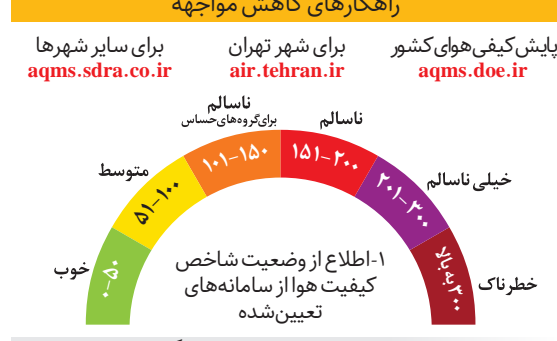 راهکارهای کاهش مواجهه
پایش کیفی هوای کشور
aqms.doe.ir
برای شهر تهران
air.tehran.ir
برای سایر شهرها
aqms.sdra.co.ir
خوب
۰-۵۰
متوسط
۵۱-۱۰۰
ناسالم
برای گروه‌های حساس
۱۰۱-۱۵۰
ناسالم
۱۵۱-۲۰۰
خیلی ناسالم
۲۰۱-۳۰۰
خطرناک
۳۰۰ به بالا
۱-اطلاع از وضعیت شاخص
کیفیت هوا از سامانه‌های
تعیین‌شده